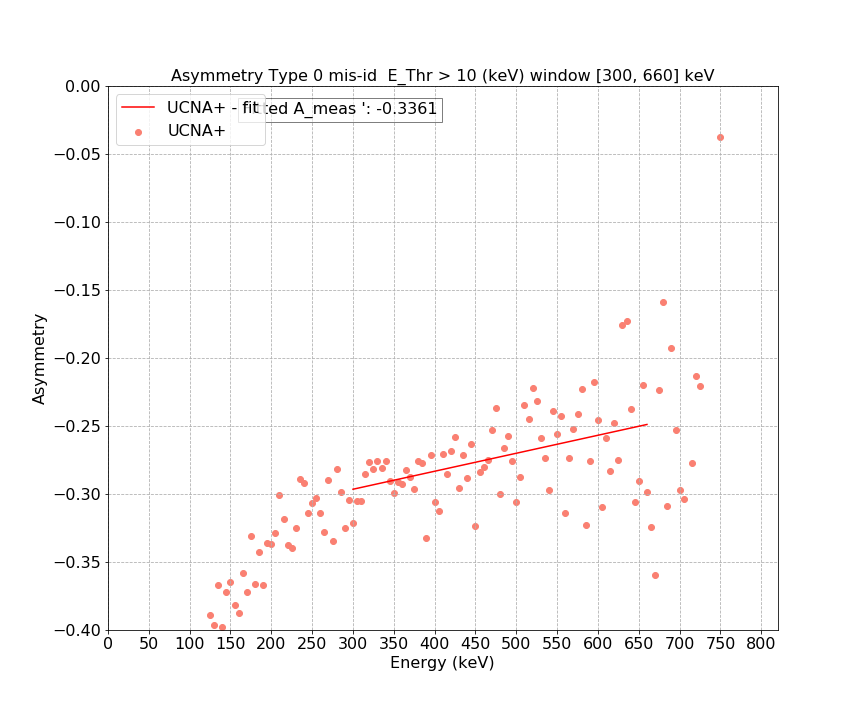 Asymmetry Type 0 mis-id  E_Thr > 10 (keV) window [300, 660] keV
UCNA+ - fit
tted A_meas ': -0.3361
UCNA+
0.00
−0.05
−0.10
−0.15
−0.20
−0.25
−0.30
−0.35
−0.40
Asymmetry
0 50 100 150 200 250 300 350 400 450 500 550 600 650 700 750 800
Energy (keV)